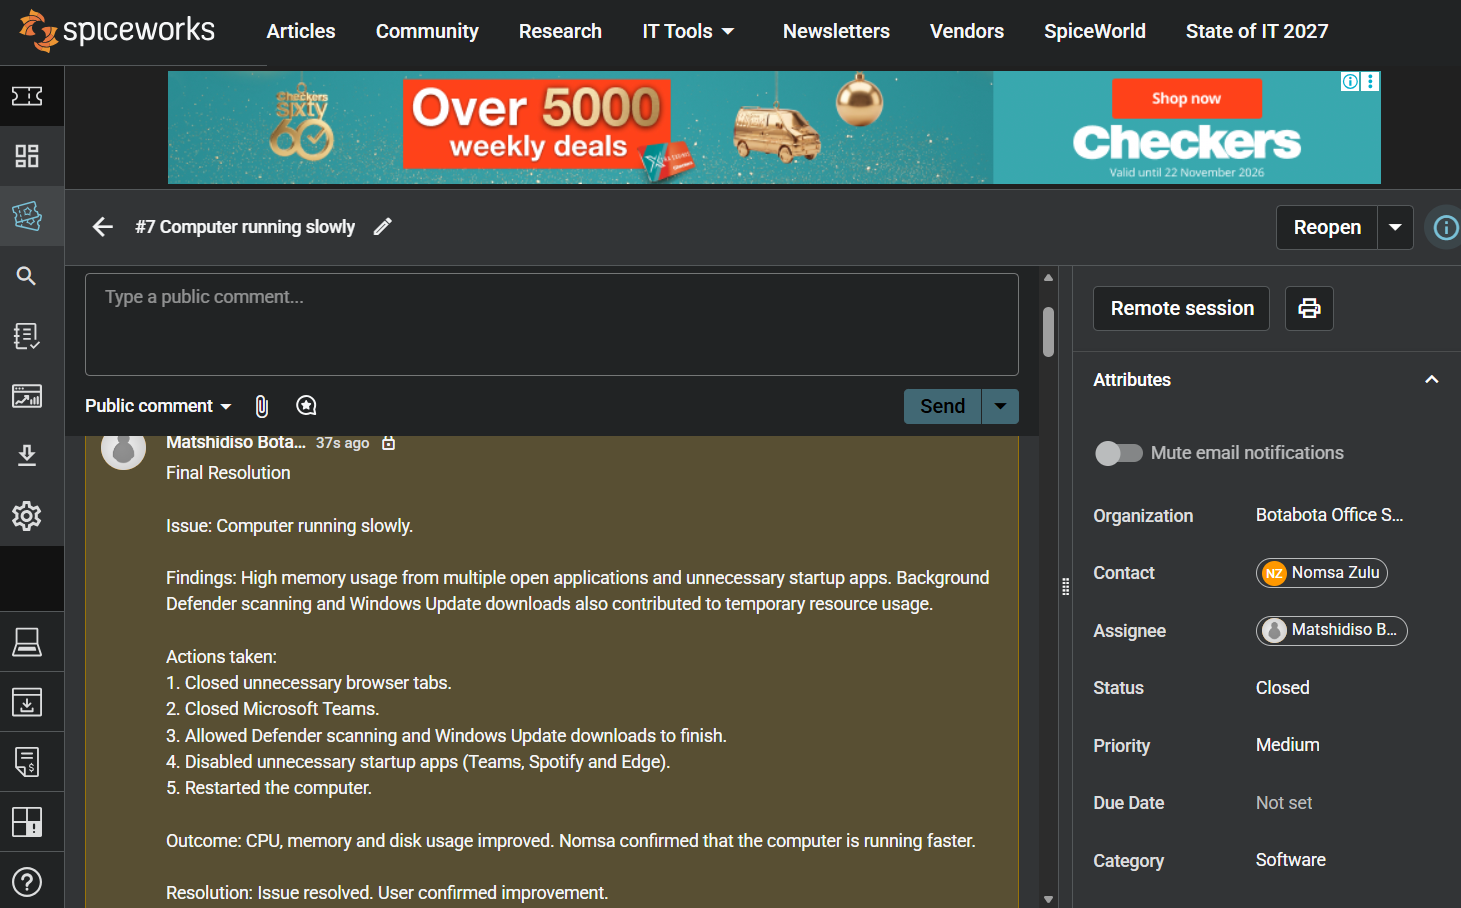 spiceworks
Articles
Community
Research
IT Tools
Newsletters
Vendors
SpiceWorld
State of IT 2027
Checkers
SIXTY
60
Over 5000
weekly deals
Shop now
Checkers
Valid until 22 November 2026
#7 Computer running slowly
Reopen
Type a public comment...
Public comment
Send
Matshidiso Bota... 37s ago
Final Resolution
Issue: Computer running slowly.
Findings: High memory usage from multiple open applications and unnecessary startup apps. Background
Defender scanning and Windows Update downloads also contributed to temporary resource usage.
Actions taken:
1. Closed unnecessary browser tabs.
2. Closed Microsoft Teams.
3. Allowed Defender scanning and Windows Update downloads to finish.
4. Disabled unnecessary startup apps (Teams, Spotify and Edge).
5. Restarted the computer.
Outcome: CPU, memory and disk usage improved. Nomsa confirmed that the computer is running faster.
Resolution: Issue resolved. User confirmed improvement.
Remote session
Attributes
Mute email notifications
Organization Botabota Office S...
Contact NZ Nomsa Zulu
Assignee Matshidiso B...
Status Closed
Priority Medium
Due Date Not set
Category Software